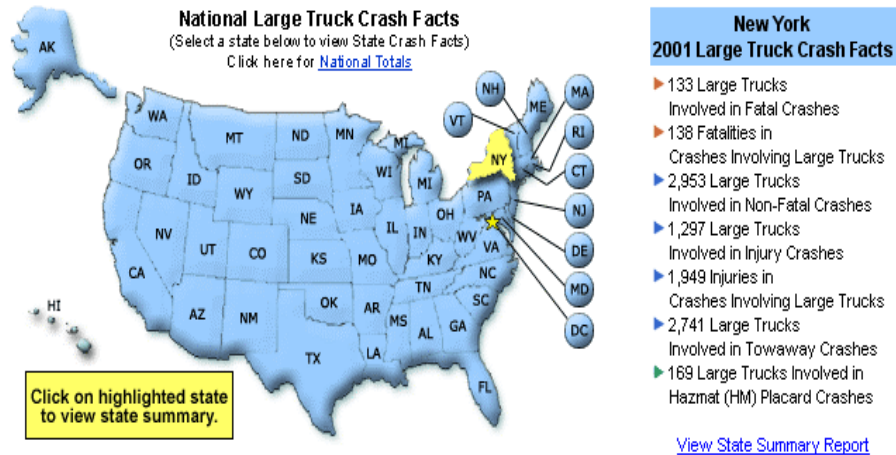 National Large Truck Crash Facts
(Select a state below to view State Crash Facts)
Click here for National Totals
AK
WA
MT
ND
MN
MI
NH
ME
MA
VT
RI
OR
ID
WY
SD
WI
MI
NY
CT
NE
IA
PA
NJ
NV
UT
CO
KS
MO
IL
IN
OH
WV
VA
DE
KY
CA
AZ
NM
OK
AR
TN
NC
SC
MD
MS
AL
GA
DC
HI
TX
LA
FL
Click on highlighted state
to view state summary.
New York
2001 Large Truck Crash Facts
133 Large Trucks
Involved in Fatal Crashes
138 Fatalities in
Crashes Involving Large Trucks
2,953 Large Trucks
Involved in Non-Fatal Crashes
1,297 Large Trucks
Involved in Injury Crashes
1,949 Injuries in
Crashes Involving Large Trucks
2,741 Large Trucks
Involved in Towaway Crashes
169 Large Trucks Involved in
Hazmat (HM) Placard Crashes
View State Summary Report